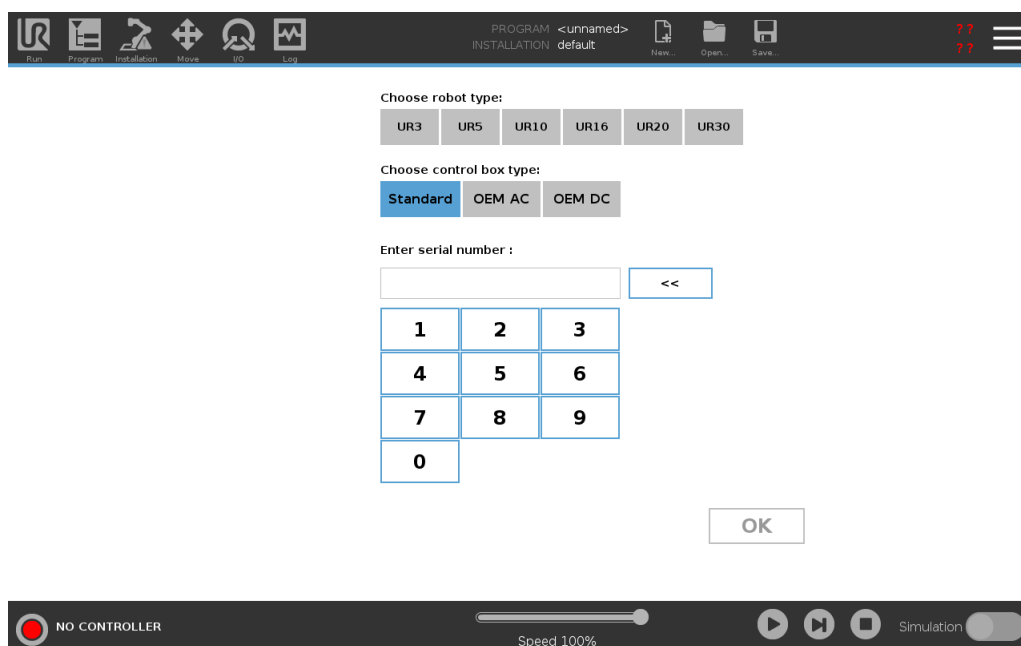 PROGRAM <unnamed>
INSTALLATION default
? ?
? ?
Run Program Installation Move I/O Log New... Open... Save...
Choose robot type:
UR3 UR5 UR10 UR16 UR20 UR30
Choose control box type:
Standard OEM AC OEM DC
Enter serial number :
<<
1 2 3
4 5 6
7 8 9
0
OK
NO CONTROLLER
Speed 100%
Simulation